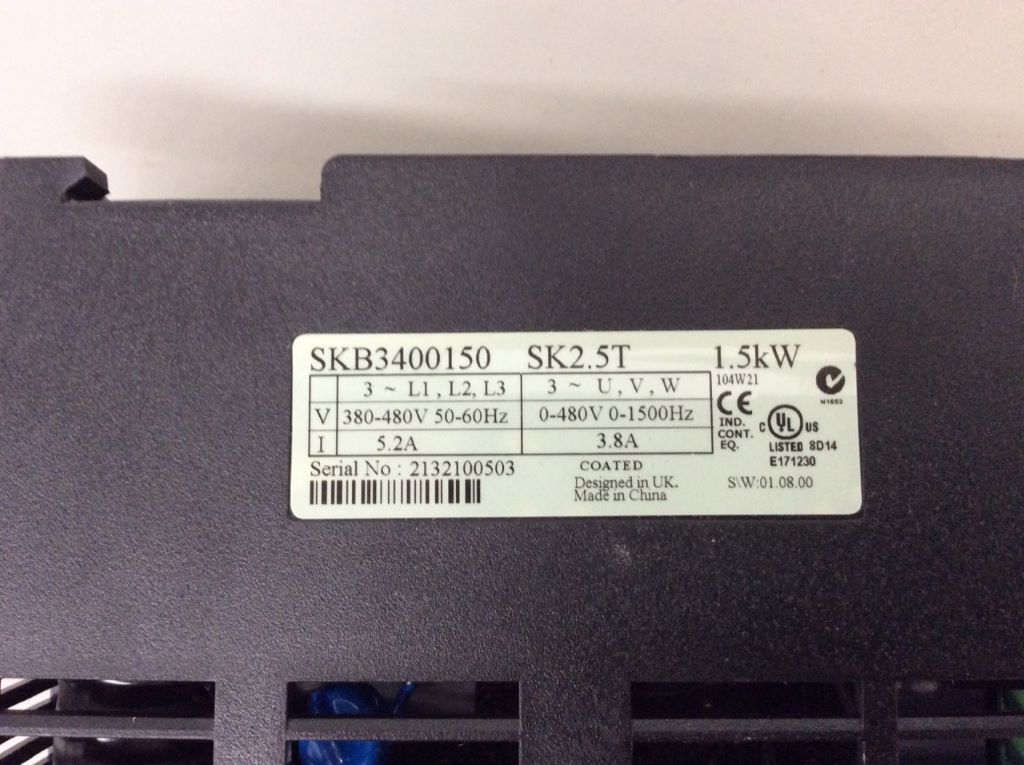 SKB3400150 SK2.5T 1.5kW
3 ~ L1 , L2, L3 3 ~ U , V , W 104W21
V 380-480V 50-60Hz 0-480V 0-1500Hz CE N1652
I 5.2A 3.8A IND.
CONT.
EQ.
C UL US
LISTED 8D14
E171230
Serial No : 2132100503 COATED
Designed in UK.
Made in China
S\W:01.08.00